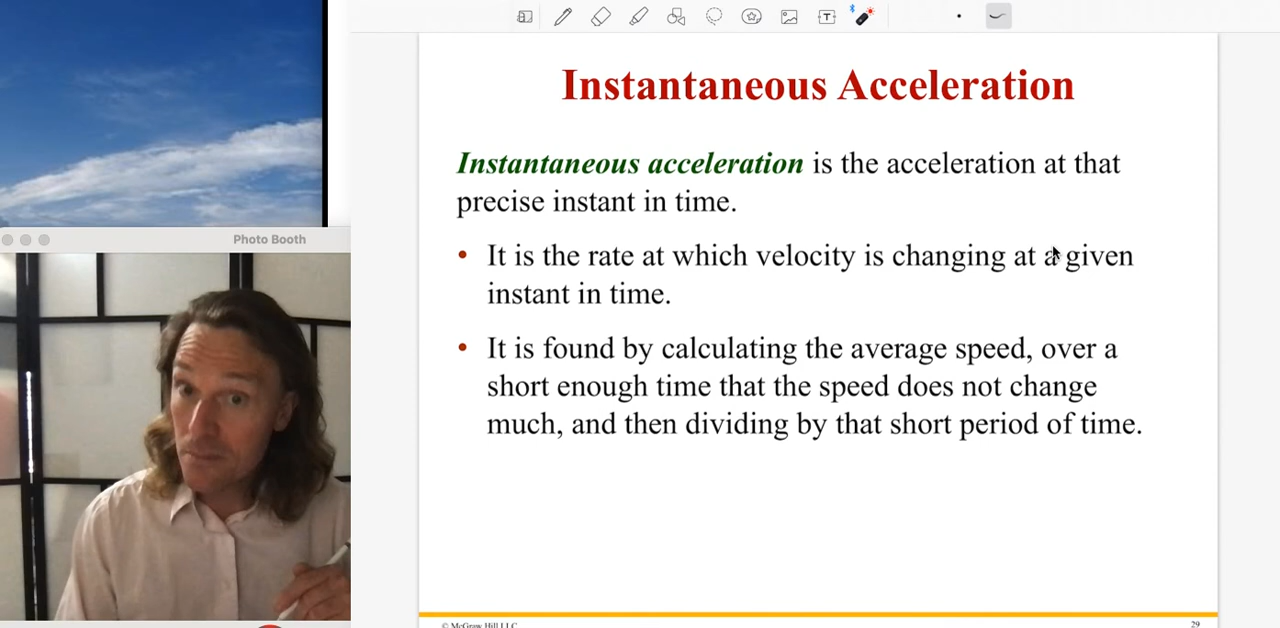 T
Instantaneous Acceleration
Instantaneous acceleration is the acceleration at that
precise instant in time.
Photo Booth
• It is the rate at which velocity is changing at a given
instant in time.
• It is found by calculating the average speed, over a
short enough time that the speed does not change
much, and then dividing by that short period of time.
© McGraw Hill LLC
29